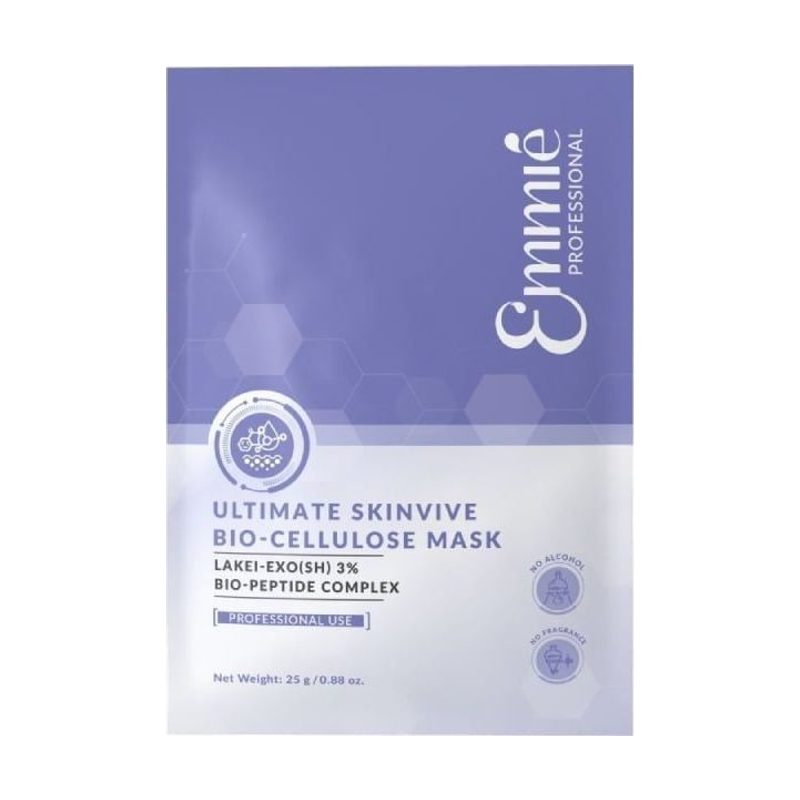 Emmié
PROFESSIONAL
ULTIMATE SKINVIVE
BIO-CELLULOSE MASK
LAKEI-EXO(SH) 3%
BIO-PEPTIDE COMPLEX
[PROFESSIONAL USE]
NO ALCOHOL
NO FRAGRANCE
Net Weight: 25 g / 0.88 oz.